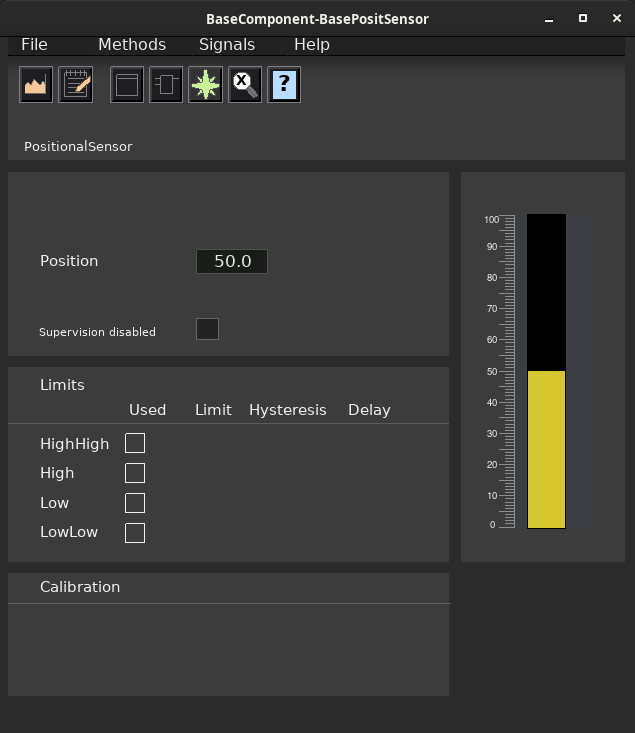 BaseComponent-BasePositSensor
File Methods Signals Help
X ?
PositionalSensor
Position 50.0
Supervision disabled
Limits
Used Limit Hysteresis Delay
HighHigh
High
Low
LowLow
Calibration
100
90
80
70
60
50
40
30
20
10
0